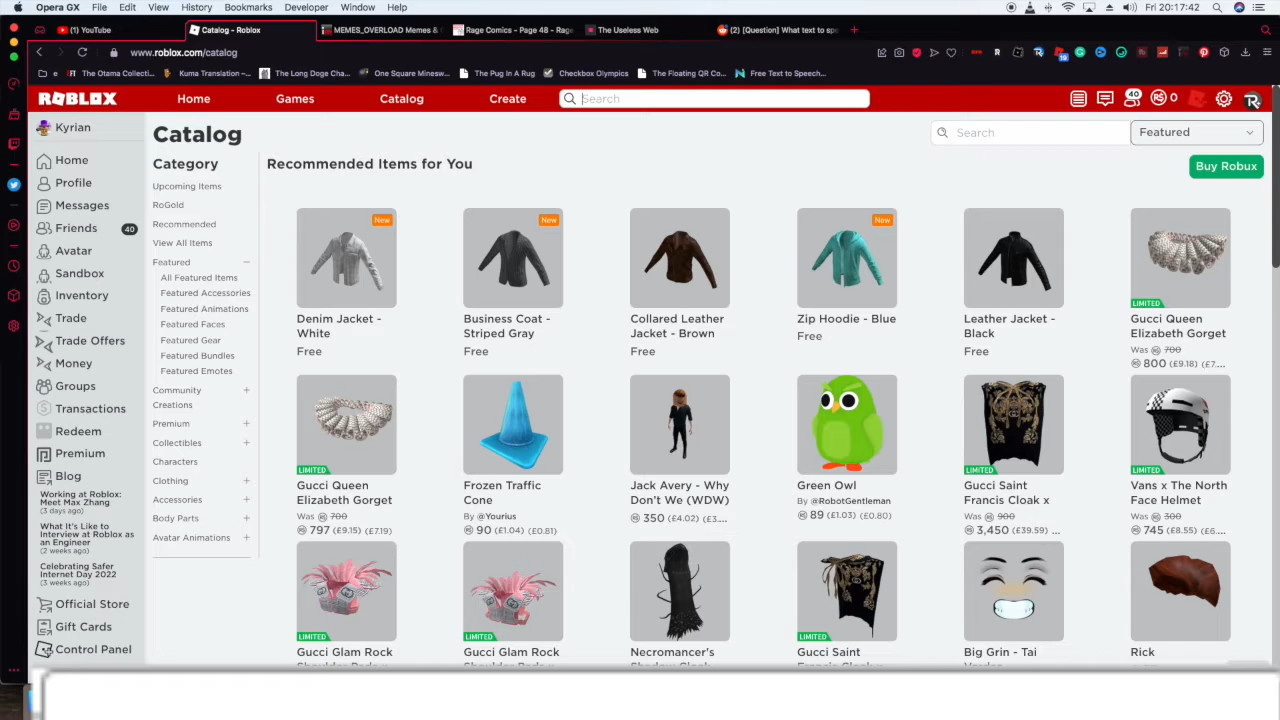 Opera GX File Edit View History Bookmarks Developer Window Help
Fri 20:17:42
(1) YouTube
Catalog - Roblox
MEMES_OVERLOAD Memes &
Rage Comics - Page 48 - Rage
The Useless Web
(2) [Question] What text to spe
www.roblox.com/catalog
e
The Otama Collecti...
Kuma Translation –...
The Long Doge Cha...
One Square Minesw...
The Pug In A Rug
Checkbox Olympics
The Floating QR Co...
Free Text to Speech...
ROBLOX
Home
Games
Catalog
Create
Search
40
0
Kyrian
Home
Profile
Messages
Friends 40
Avatar
Sandbox
Inventory
Trade
Trade Offers
Money
Groups
Transactions
Redeem
Premium
Blog
Working at Roblox:
Meet Max Zhang
(3 days ago)
What It's Like to
Interview at Roblox as
an Engineer
(2 weeks ago)
Celebrating Safer
Internet Day 2022
(3 weeks ago)
Official Store
Gift Cards
Control Panel
Catalog
Search
Featured
Buy Robux
Category
Upcoming Items
RoGold
Recommended
View All Items
Featured −
All Featured Items
Featured Accessories
Featured Animations
Featured Faces
Featured Gear
Featured Bundles
Featured Emotes
Community +
Creations
Premium +
Collectibles +
Characters
Clothing +
Accessories +
Body Parts +
Avatar Animations +
Recommended Items for You
New
Denim Jacket -
White
Free
New
Business Coat -
Striped Gray
Free
Collared Leather
Jacket - Brown
Free
New
Zip Hoodie - Blue
Free
Leather Jacket -
Black
Free
LIMITED
Gucci Queen
Elizabeth Gorget
Was 700
800 (£9.18) (£7....
LIMITED
Gucci Queen
Elizabeth Gorget
Was 700
797 (£9.15) (£7.19)
Frozen Traffic
Cone
By @Yourius
90 (£1.04) (£0.81)
Jack Avery - Why
Don't We (WDW)
350 (£4.02) (£3....
Green Owl
By @RobotGentleman
89 (£1.03) (£0.80)
LIMITED
Gucci Saint
Francis Cloak x
Was 900
3,450 (£39.59) ...
LIMITED
Vans x The North
Face Helmet
Was 300
745 (£8.55) (£6....
LIMITED
Gucci Glam Rock
LIMITED
Gucci Glam Rock
Necromancer's
LIMITED
Gucci Saint
Big Grin - Tai
Rick